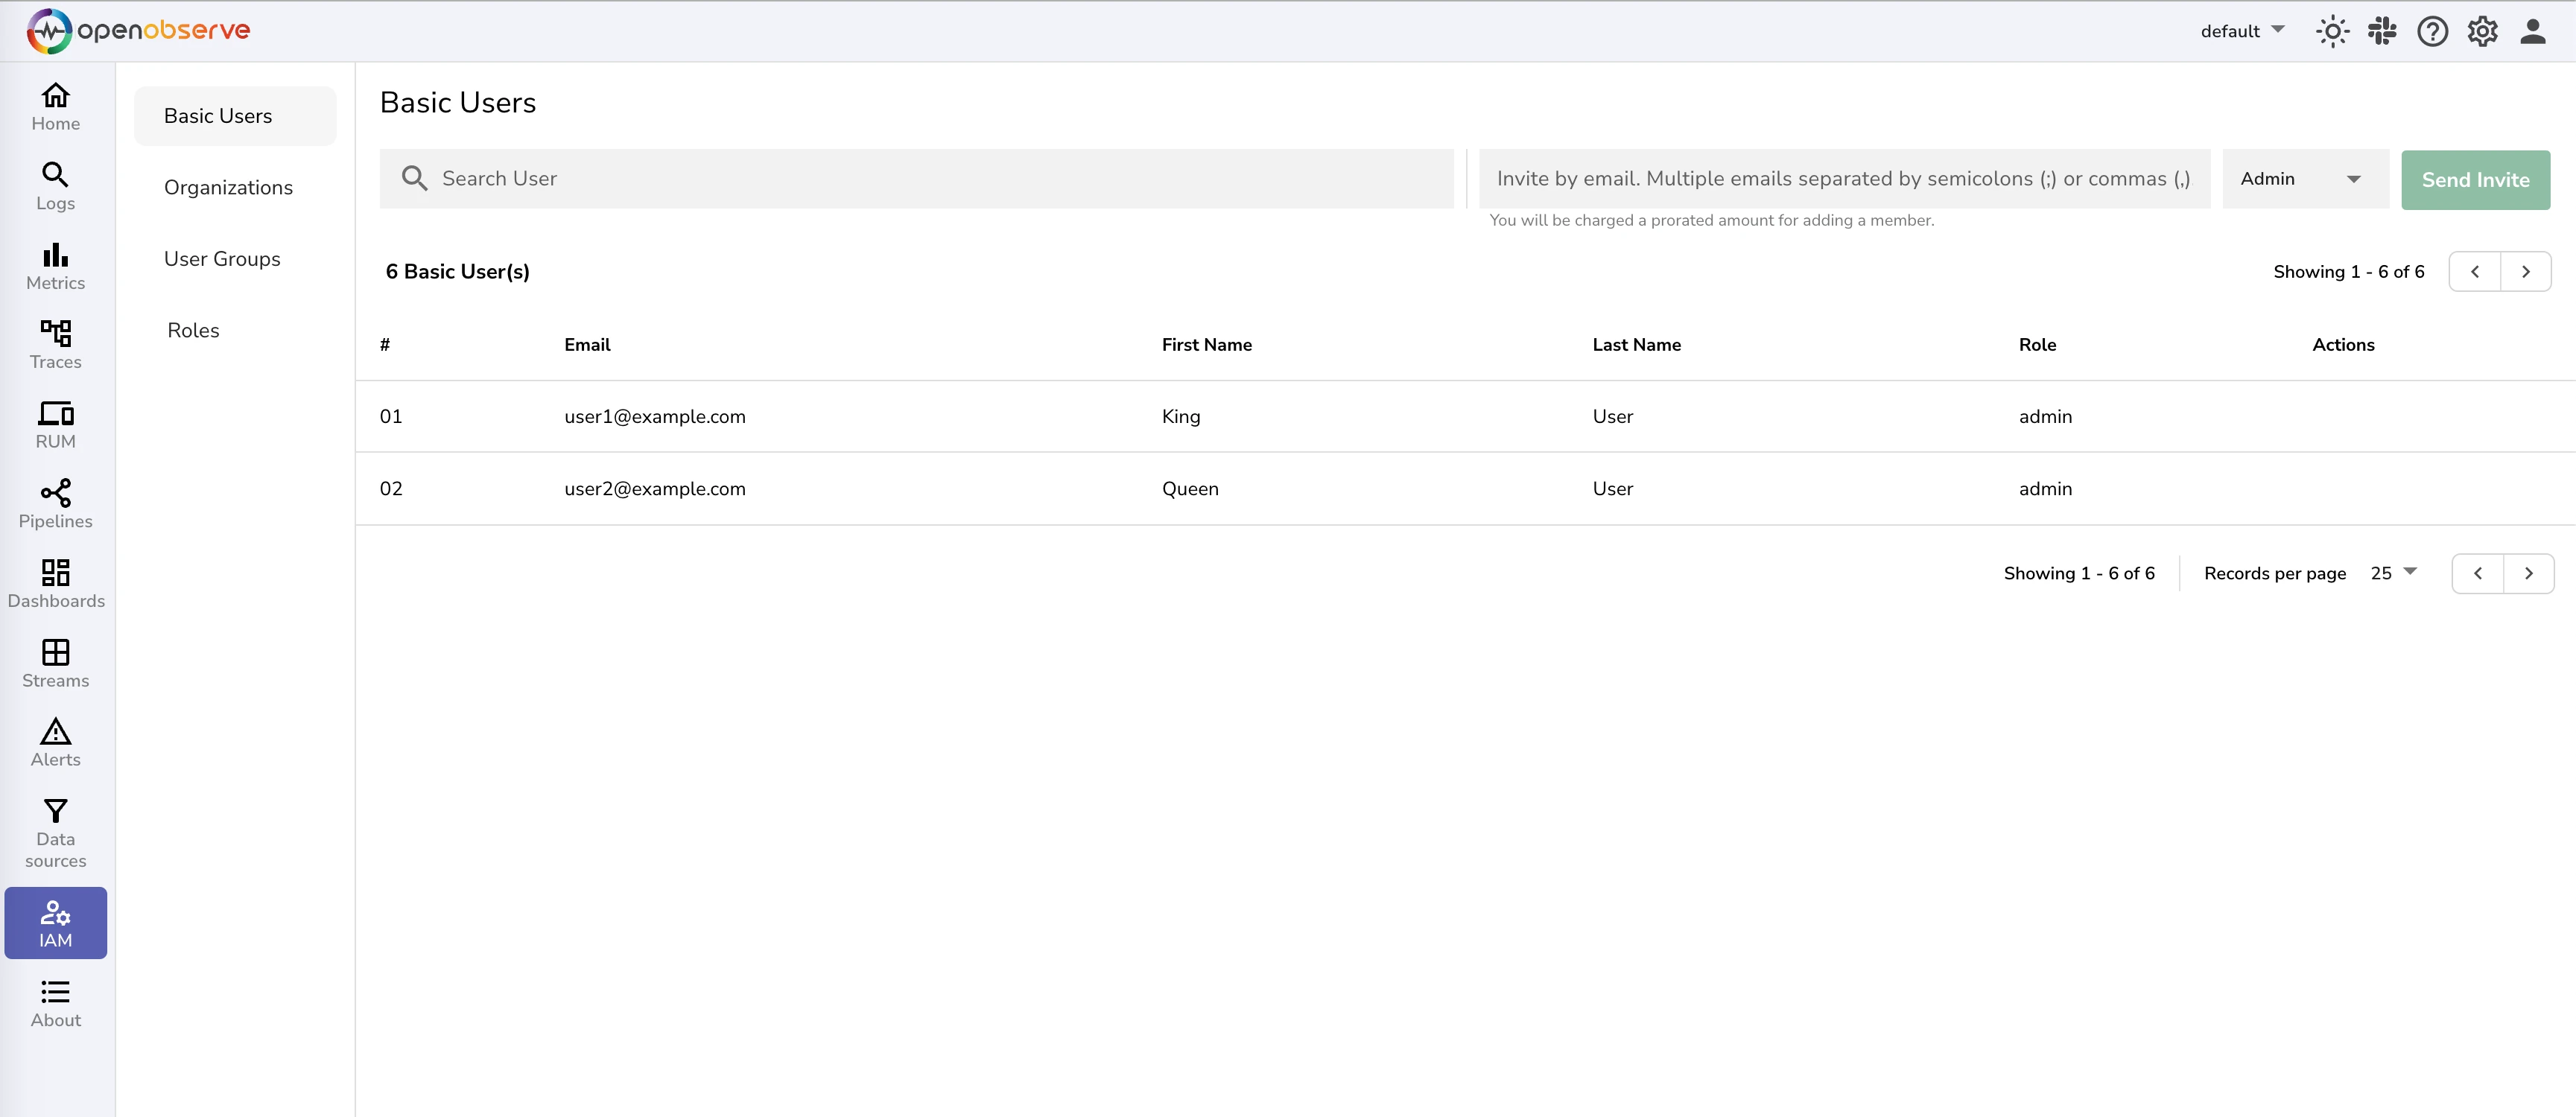 openobserve
default
Home
Logs
Metrics
Traces
RUM
Pipelines
Dashboards
Streams
Alerts
Data
sources
IAM
About
Basic Users
Organizations
User Groups
Roles
Basic Users
Search User
Invite by email. Multiple emails separated by semicolons (;) or commas (,).
Admin
Send Invite
You will be charged a prorated amount for adding a member.
6 Basic User(s)
Showing 1 - 6 of 6
# Email First Name Last Name Role Actions
01 user1@example.com King User admin
02 user2@example.com Queen User admin
Showing 1 - 6 of 6 Records per page 25